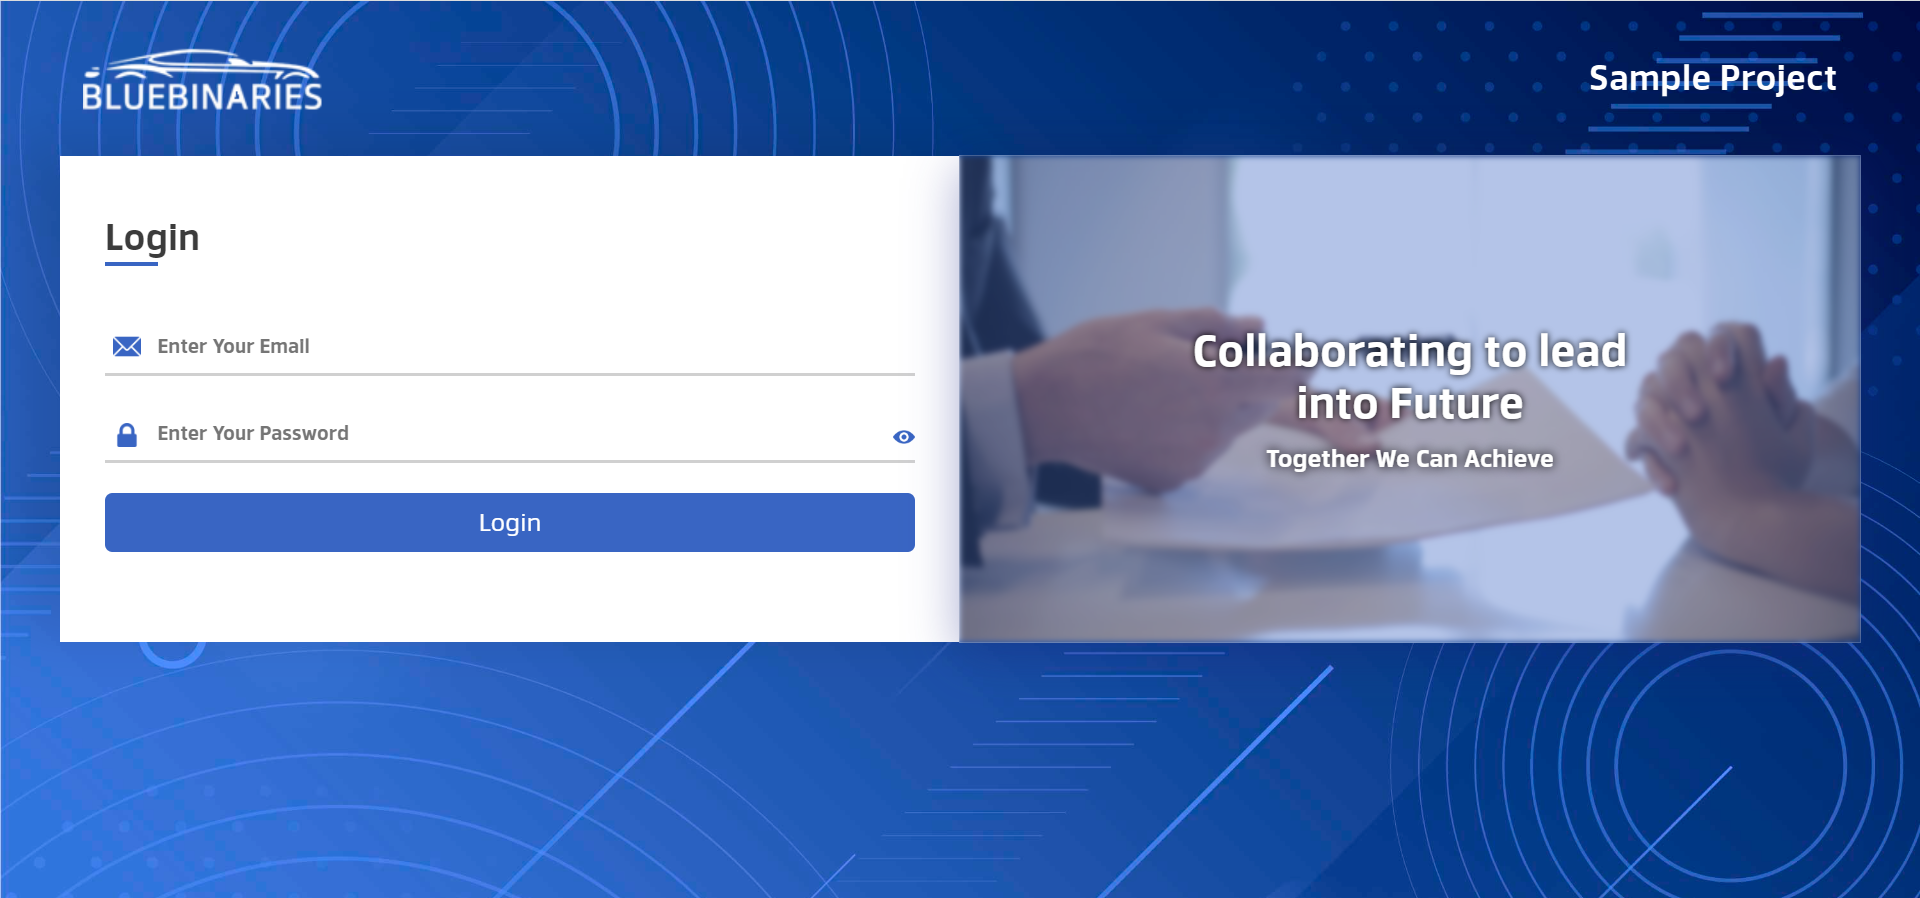 BLUEBINARIES
Sample Project
Login
Enter Your Email
Enter Your Password
Login
Collaborating to lead
into Future
Together We Can Achieve